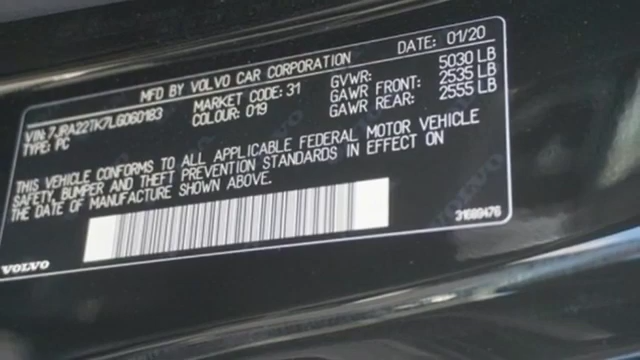 MFD BY VOLVO CAR CORPORATION DATE: 01/20
VIN: 7JRA22TK7LG060183 MARKET CODE: 31 GVWR: 5030 LB
TYPE: PC COLOUR: 019 GAWR FRONT: 2535 LB
GAWR REAR: 2555 LB
THIS VEHICLE CONFORMS TO ALL APPLICABLE FEDERAL MOTOR VEHICLE
SAFETY, BUMPER AND THEFT PREVENTION STANDARDS IN EFFECT ON
THE DATE OF MANUFACTURE SHOWN ABOVE.
31689476
VOLVO